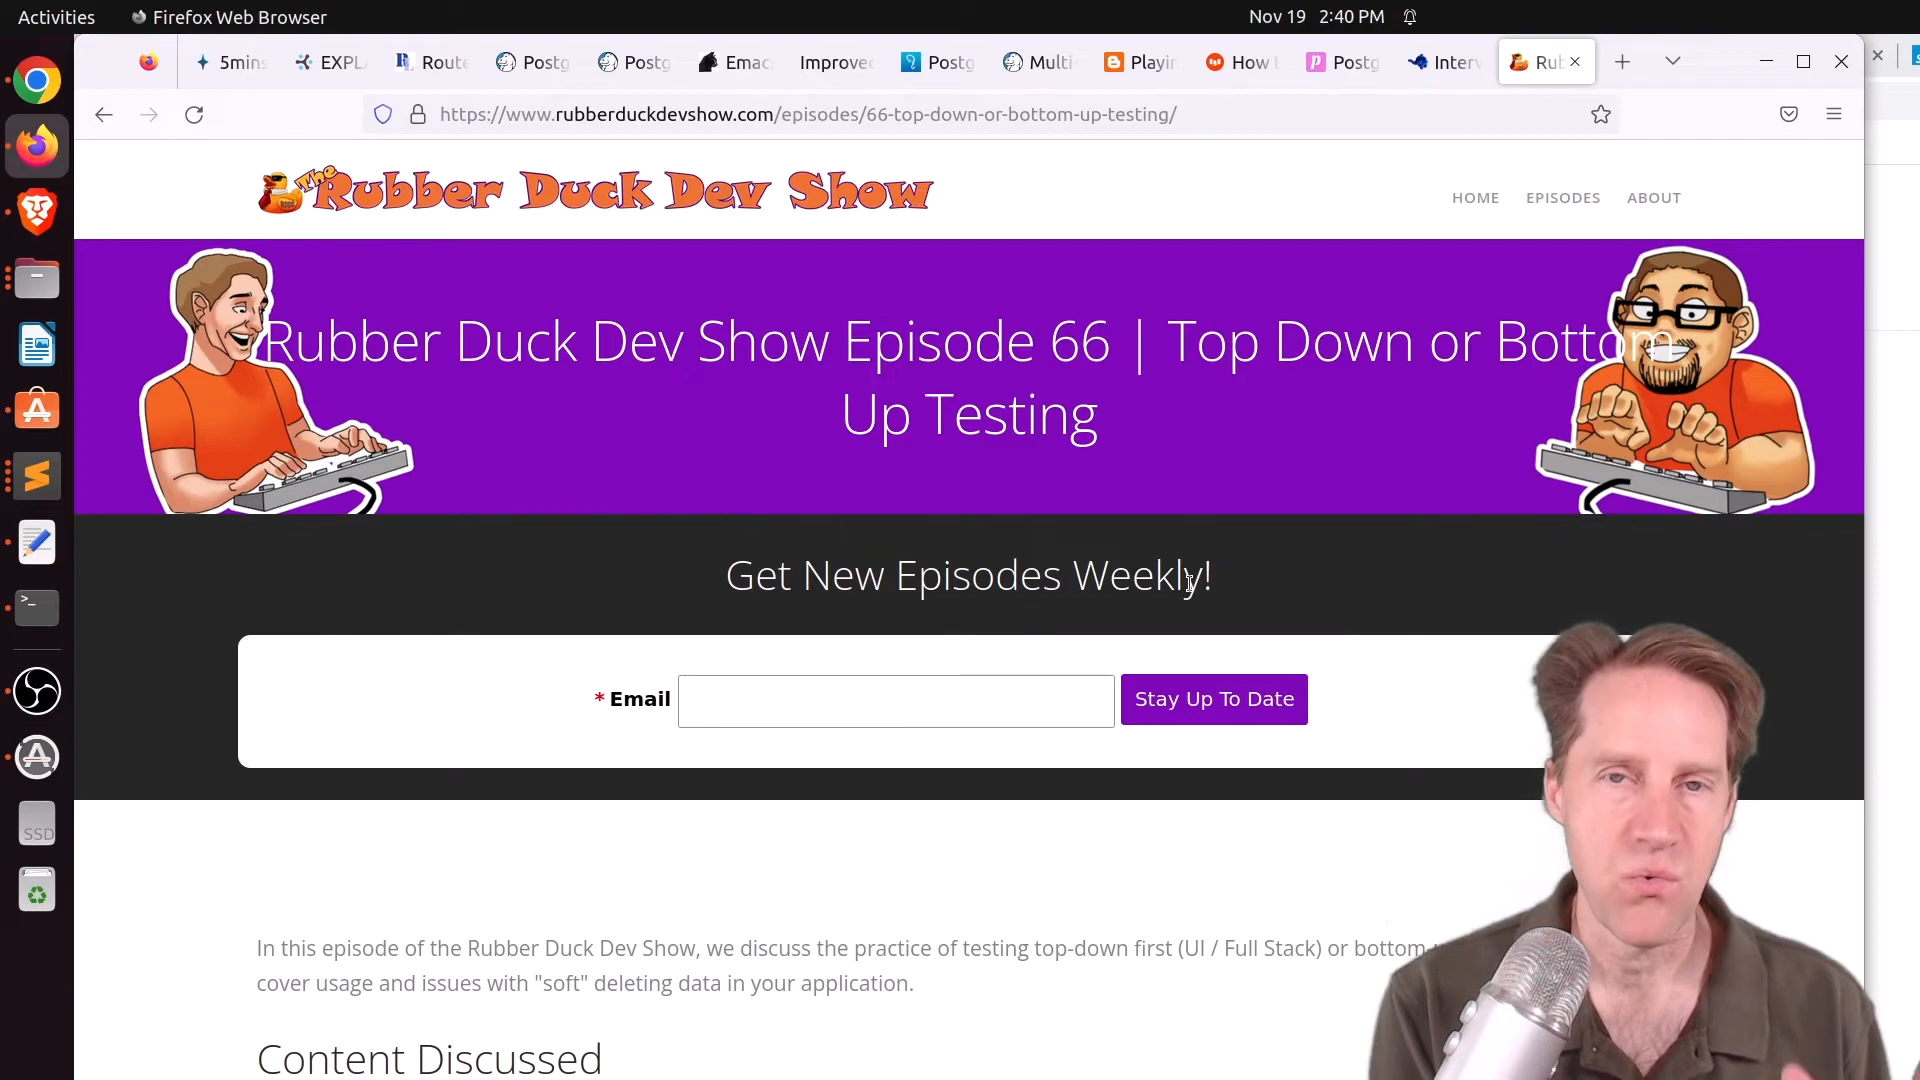 Activities
Firefox Web Browser
Nov 19 2:40 PM
5mins
EXPL
Route
Postg
Postg
Emac
Improve
Postg
Multi
Playin
How
Postg
Interv
Rub
https://www.rubberduckdevshow.com/episodes/66-top-down-or-bottom-up-testing/
The Rubber Duck Dev Show
HOME
EPISODES
ABOUT
Rubber Duck Dev Show Episode 66 | Top Down or Bottom
Up Testing
Get New Episodes Weekly!
* Email
Stay Up To Date
In this episode of the Rubber Duck Dev Show, we discuss the practice of testing top-down first (UI / Full Stack) or bottom-
cover usage and issues with "soft" deleting data in your application.
Content Discussed
SSD